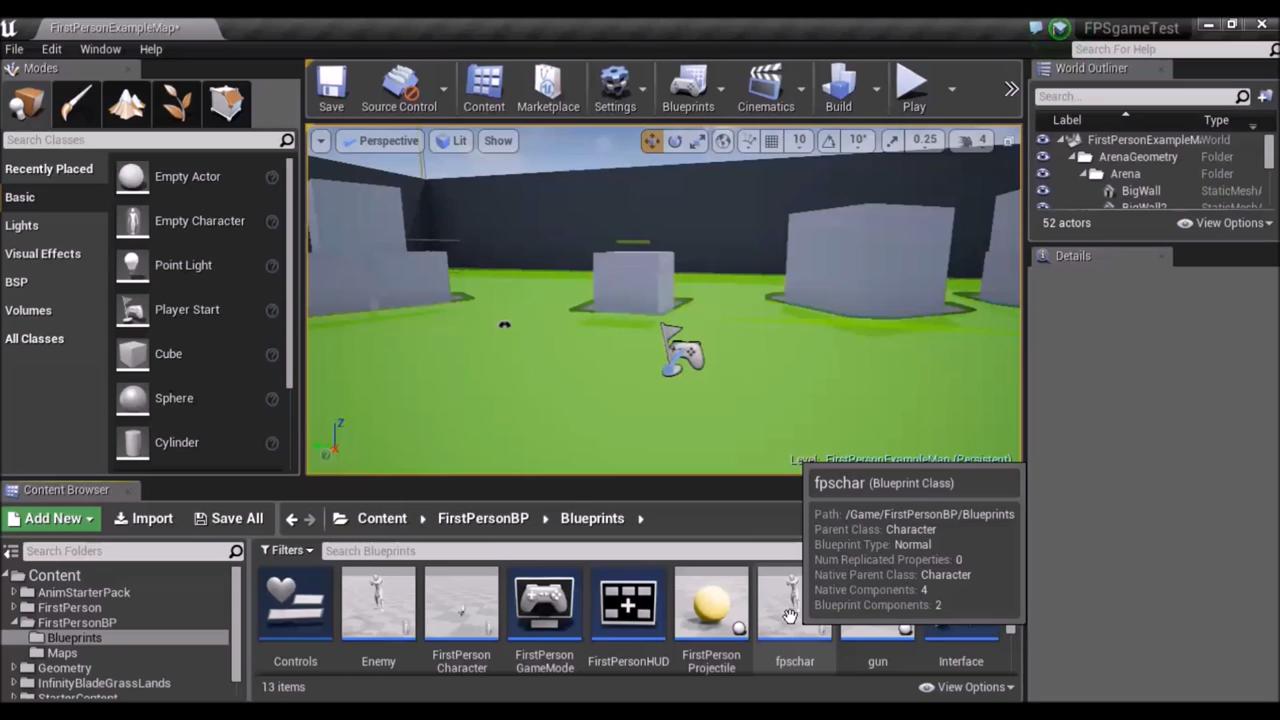 FirstPersonExampleMap*
FPSgameTest
File Edit Window Help
Search For Help
Modes
Save
Source Control
Content
Marketplace
Settings
Blueprints
Cinematics
Build
Play
World Outliner
Search...
Label
Type
Search Classes
Perspective
Lit
Show
10
10°
0.25
4
FirstPersonExampleM
World
ArenaGeometry
Folder
Arena
Folder
BigWall
StaticMesh
BigWall2
StaticMesh
52 actors
View Options
Details
Recently Placed
Basic
Lights
Visual Effects
BSP
Volumes
All Classes
Empty Actor
Empty Character
Point Light
Player Start
Cube
Sphere
Cylinder
Z
Level: FirstPersonExampleMap (Persistent)
Content Browser
Add New
Import
Save All
Content
FirstPersonBP
Blueprints
Search Folders
Filters
Search Blueprints
Content
AnimStarterPack
FirstPerson
FirstPersonBP
Blueprints
Maps
Geometry
InfinityBladeGrassLands
StarterContent
fpschar (Blueprint Class)
Path: /Game/FirstPersonBP/Blueprints
Parent Class: Character
Blueprint Type: Normal
Num Replicated Properties: 0
Native Parent Class: Character
Native Components: 4
Blueprint Components: 2
Controls
Enemy
FirstPerson
Character
FirstPerson
GameMode
FirstPersonHUD
FirstPerson
Projectile
fpschar
gun
Interface
13 items
View Options